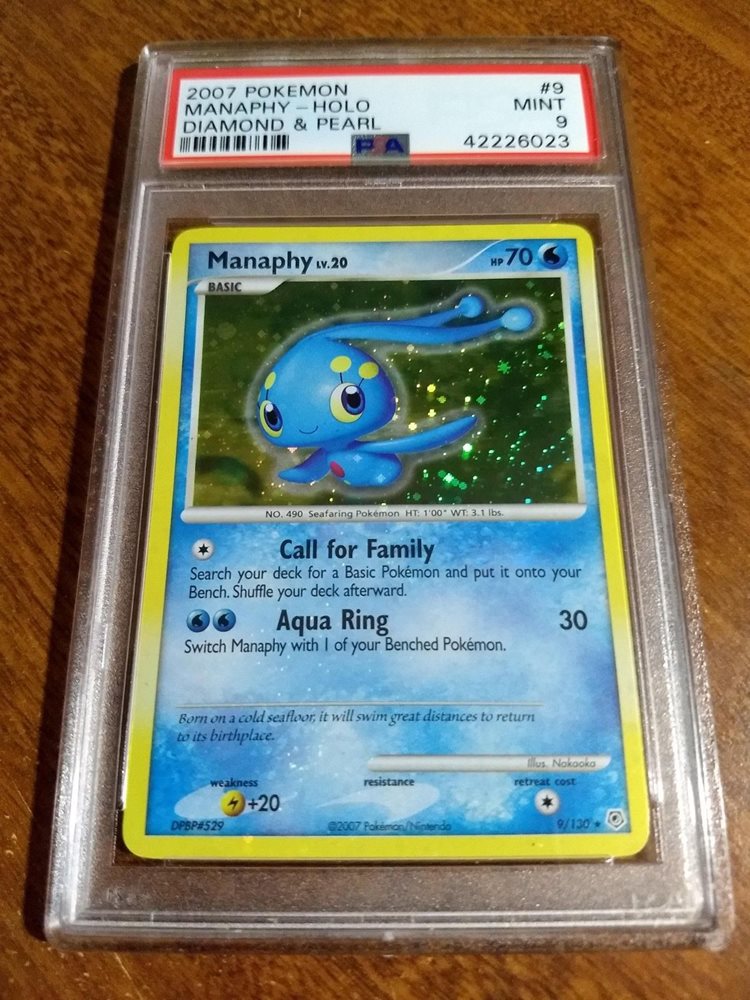 2007 POKEMON #9
MANAPHY – HOLO MINT
DIAMOND & PEARL 9
PSA 42226023
Manaphy LV.20 HP 70
BASIC
NO. 490 Seafaring Pokémon HT: 1'00" WT: 3.1 lbs.
Call for Family
Search your deck for a Basic Pokémon and put it onto your
Bench. Shuffle your deck afterward.
Aqua Ring 30
Switch Manaphy with 1 of your Benched Pokémon.
Born on a cold seafloor, it will swim great distances to return
to its birthplace.
Illus. Nakaoka
weakness resistance retreat cost
+20
DPBP#529 ©2007 Pokémon/Nintendo 9/130 ★